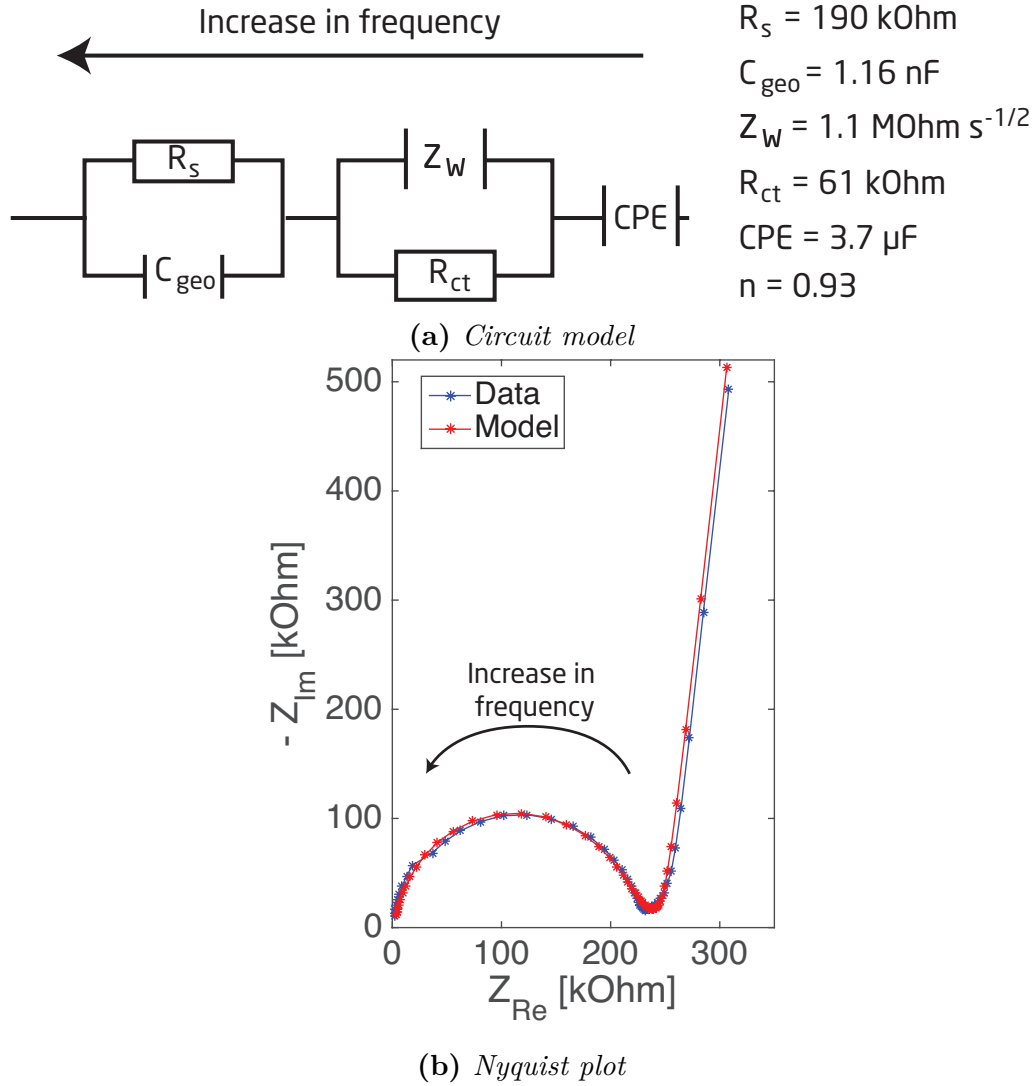 Increase in frequency
R_s
C_geo
Z_W
R_ct
CPE
R_s = 190 kOhm
C_geo = 1.16 nF
Z_W = 1.1 MOhm s^-1/2
R_ct = 61 kOhm
CPE = 3.7 µF
n = 0.93
(a) Circuit model
Data
Model
Increase in
frequency
- Z_Im [kOhm]
500
400
300
200
100
0
0 100 200 300
Z_Re [kOhm]
(b) Nyquist plot